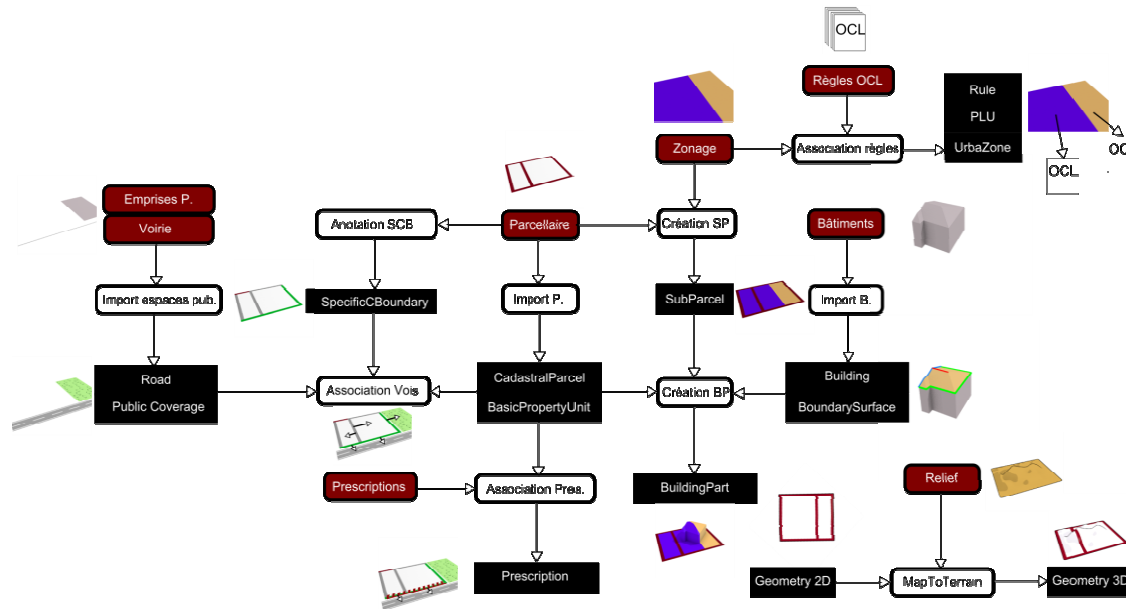 OCL
Règles OCL
Rule
PLU
UrbaZone
Zonage
Association règles
OCL
OC
Emprises P.
Voirie
Anotation SCB
Parcellaire
Création SP
Bâtiments
Import espaces pub.
SpecificCBoundary
Import P.
SubParcel
Import B.
Road
Public Coverage
Association Vois
CadastralParcel
BasicPropertyUnit
Création BP
Building
BoundarySurface
Prescriptions
Association Pres.
BuildingPart
Relief
Prescription
Geometry 2D
MapToTerrain
Geometry 3D